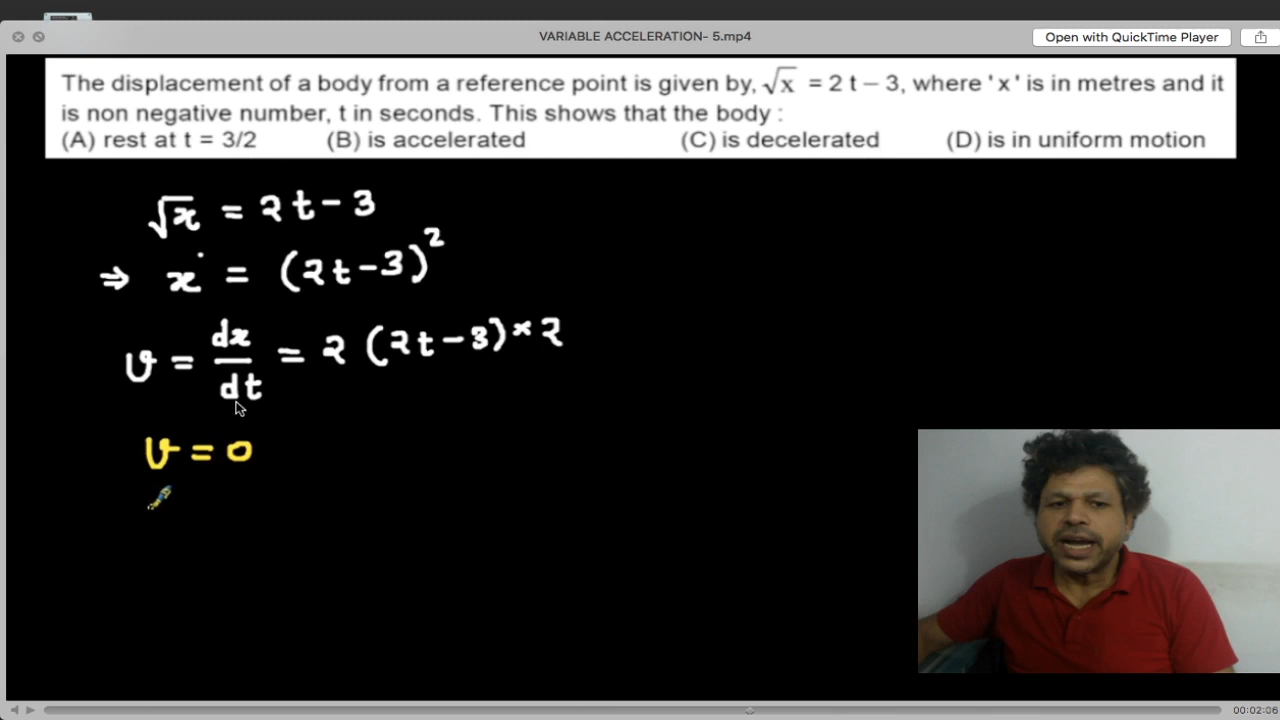 VARIABLE ACCELERATION- 5.mp4
Open with QuickTime Player
The displacement of a body from a reference point is given by, √x = 2 t – 3, where 'x' is in metres and it
is non negative number, t in seconds. This shows that the body :
(A) rest at t = 3/2 (B) is accelerated (C) is decelerated (D) is in uniform motion
√x = 2t - 3
⇒ x = (2t-3)²
v = dx/dt = 2 (2t-3) × 2
v = 0
00:02:06